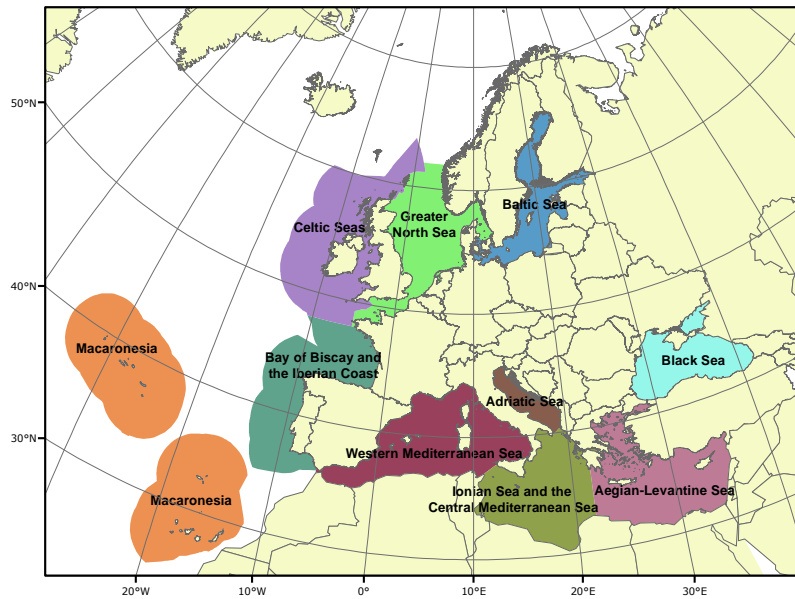 50°N
Baltic Sea
Greater
North Sea
Celtic Seas
40°N
Macaronesia
Bay of Biscay and
the Iberian Coast
Black Sea
Adriatic Sea
30°N
Western Mediterranean Sea
Ionian Sea and the
Central Mediterranean Sea
Aegian-Levantine Sea
Macaronesia
20°W
10°W
0°
10°E
20°E
30°E